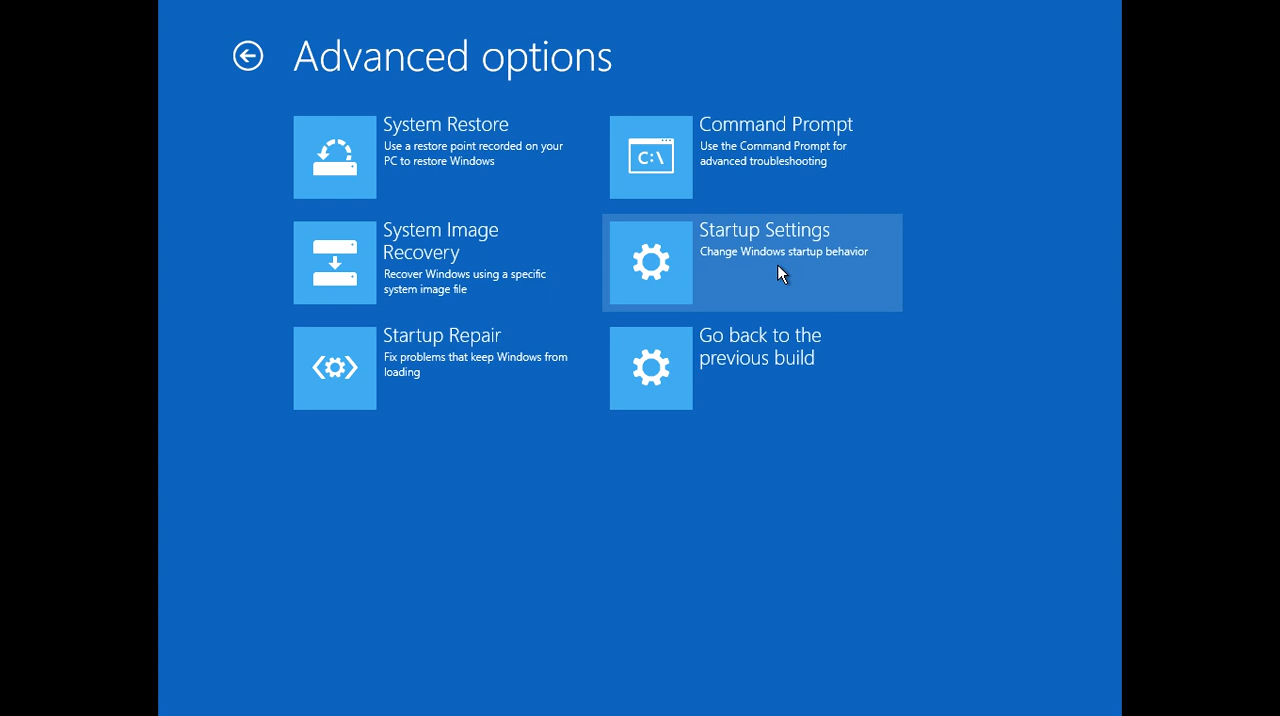 Advanced options
System Restore
Use a restore point recorded on your
PC to restore Windows
Command Prompt
Use the Command Prompt for
advanced troubleshooting
C:\
System Image
Recovery
Recover Windows using a specific
system image file
Startup Settings
Change Windows startup behavior
Startup Repair
Fix problems that keep Windows from
loading
Go back to the
previous build